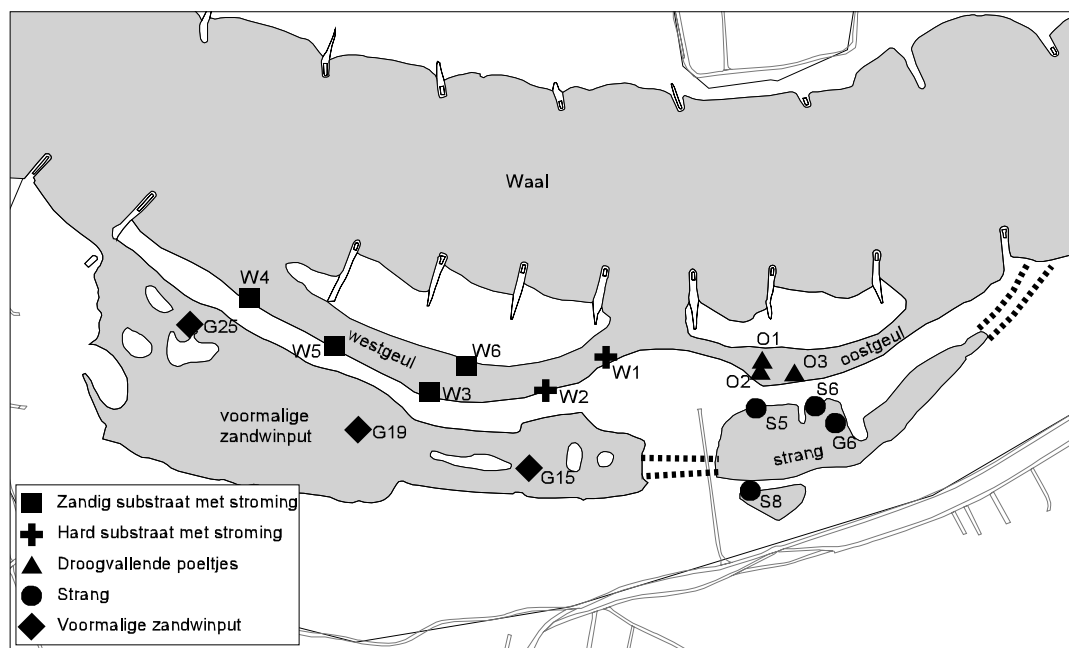 Waal
W4
O1
G25
westgeul
oostgeul
W5
W6
W1
O3
O2
S6
W3
W2
S5
voormalige
zandwinput
G19
G6
strang
G15
S8
Zandig substraat met stroming
Hard substraat met stroming
Droogvallende poeltjes
Strang
Voormalige zandwinput